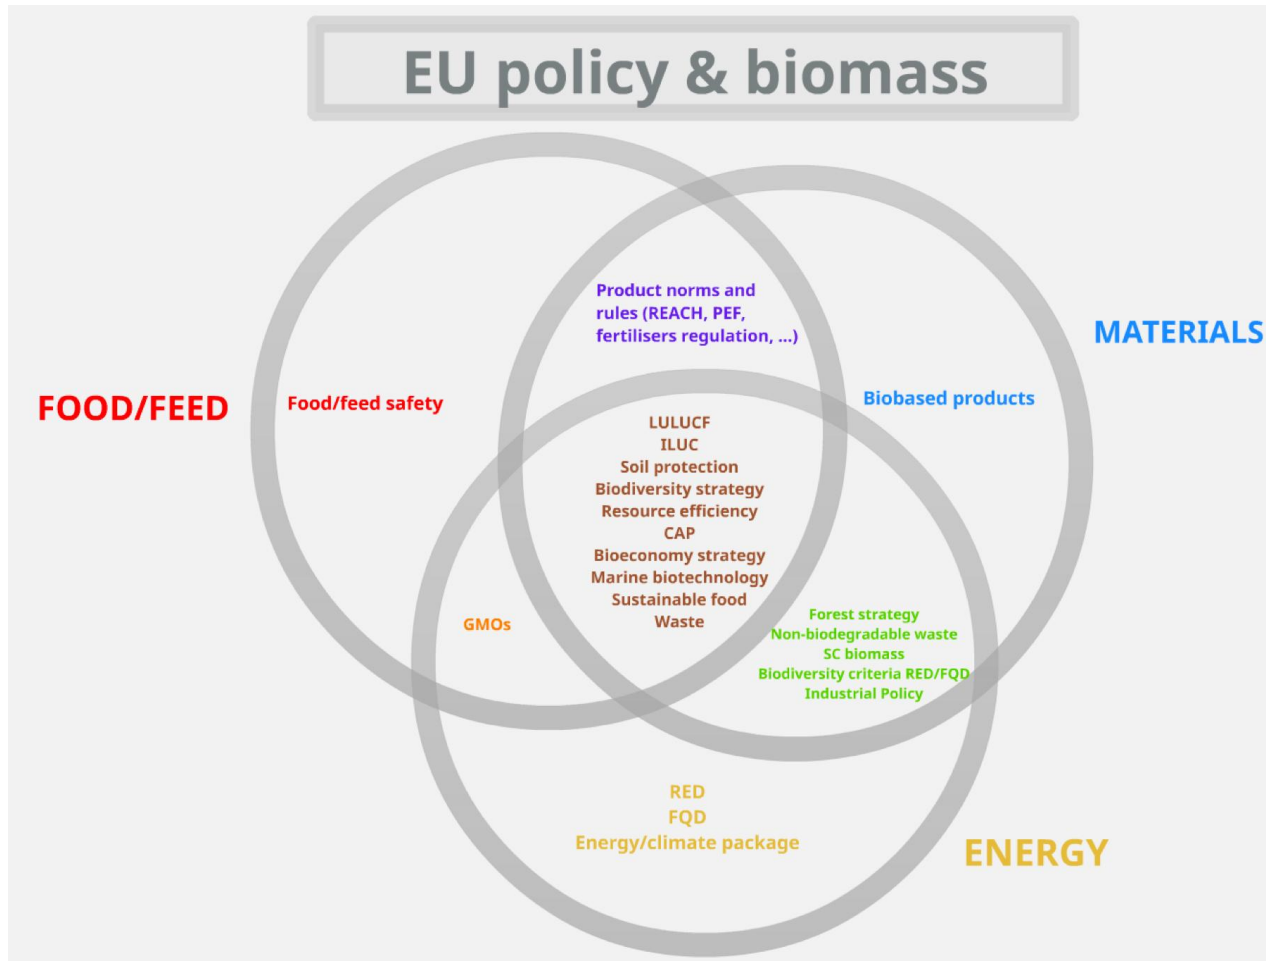 EU policy & biomass
Product norms and
rules (REACH, PEF,
fertilisers regulation, ...)
MATERIALS
FOOD/FEED
Food/feed safety
Biobased products
LULUCF
ILUC
Soil protection
Biodiversity strategy
Resource efficiency
CAP
Bioeconomy strategy
Marine biotechnology
Sustainable food
Waste
GMOs
Forest strategy
Non-biodegradable waste
SC biomass
Biodiversity criteria RED/FQD
Industrial Policy
RED
FQD
Energy/climate package
ENERGY